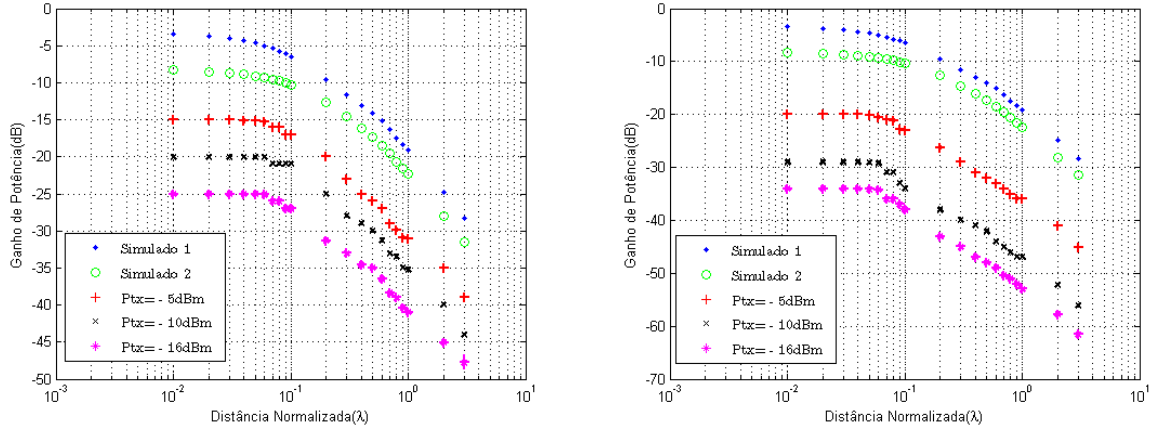 0
-5
-10
-15
-20
-25
-30
-35
-40
-45
-50
Ganho de Potência(dB)
Simulado 1
Simulado 2
Ptx= - 5dBm
Ptx= - 10dBm
Ptx= - 16dBm
10^-3 10^-2 10^-1 10^0 10^1
Distância Normalizada(λ)
0
-10
-20
-30
-40
-50
-60
-70
Ganho de Potência(dB)
Simulado 1
Simulado 2
Ptx= - 5dBm
Ptx= - 10dBm
Ptx= - 16dBm
10^-3 10^-2 10^-1 10^0 10^1
Distância Normalizada(λ)